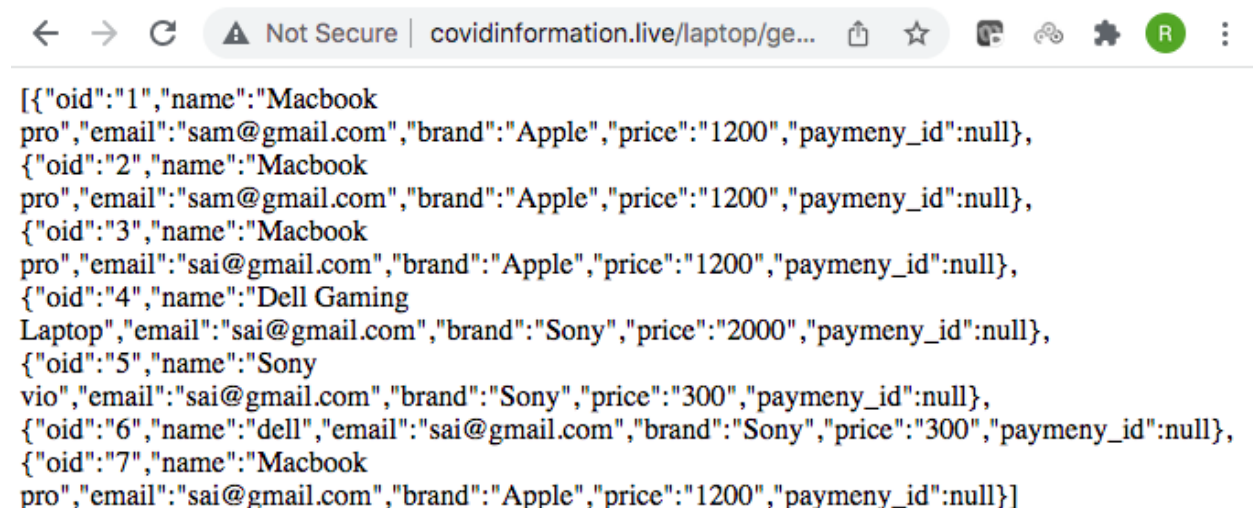 Not Secure | covidinformation.live/laptop/ge...
R
[{"oid":"1","name":"Macbook
pro","email":"sam@gmail.com","brand":"Apple","price":"1200","paymeny_id":null},
{"oid":"2","name":"Macbook
pro","email":"sam@gmail.com","brand":"Apple","price":"1200","paymeny_id":null},
{"oid":"3","name":"Macbook
pro","email":"sai@gmail.com","brand":"Apple","price":"1200","paymeny_id":null},
{"oid":"4","name":"Dell Gaming
Laptop","email":"sai@gmail.com","brand":"Sony","price":"2000","paymeny_id":null},
{"oid":"5","name":"Sony
vio","email":"sai@gmail.com","brand":"Sony","price":"300","paymeny_id":null},
{"oid":"6","name":"dell","email":"sai@gmail.com","brand":"Sony","price":"300","paymeny_id":null},
{"oid":"7","name":"Macbook
pro","email":"sai@gmail.com","brand":"Apple","price":"1200","paymeny_id":null}]